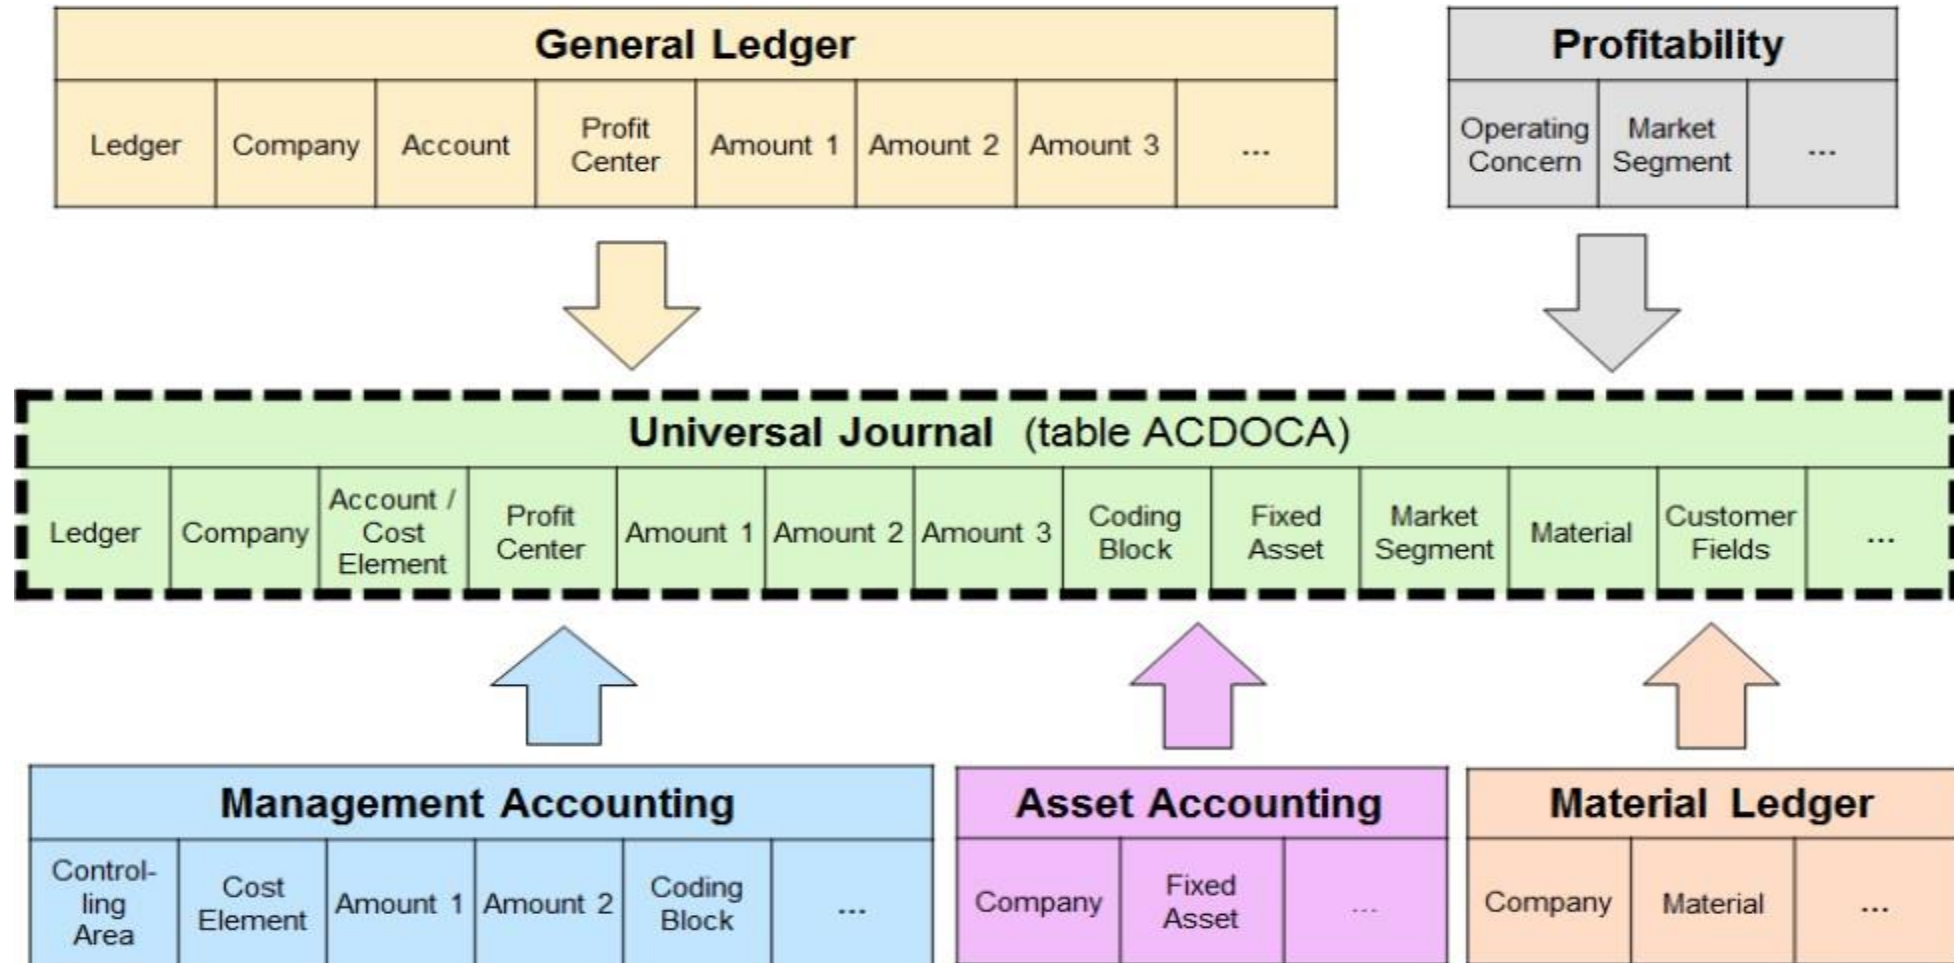 General Ledger
Ledger
Company
Account
Profit
Center
Amount 1
Amount 2
Amount 3
...
Profitability
Operating
Concern
Market
Segment
...
Universal Journal (table ACDOCA)
Ledger
Company
Account /
Cost
Element
Profit
Center
Amount 1
Amount 2
Amount 3
Coding
Block
Fixed
Asset
Market
Segment
Material
Customer
Fields
...
Management Accounting
Control-
ling
Area
Cost
Element
Amount 1
Amount 2
Coding
Block
...
Asset Accounting
Company
Fixed
Asset
...
Material Ledger
Company
Material
...